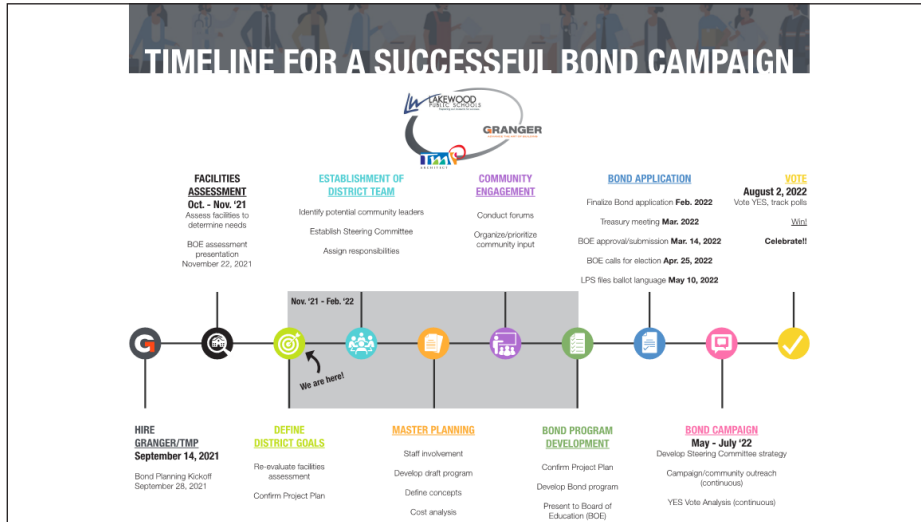 TIMELINE FOR A SUCCESSFUL BOND CAMPAIGN
LAKEWOOD
PUBLIC SCHOOLS
GRANGER
TMP
ARCHITECT
FACILITIES
ASSESSMENT
Oct. - Nov. ‘21
Assess facilities to
determine needs
BOE assessment
presentation
November 22, 2021
ESTABLISHMENT OF
DISTRICT TEAM
Identify potential community leaders
Establish Steering Committee
Assign responsibilities
COMMUNITY
ENGAGEMENT
Conduct forums
Organize/prioritize
community input
BOND APPLICATION
Finalize Bond application Feb. 2022
Treasury meeting Mar. 2022
BOE approval/submission Mar. 14, 2022
BOE calls for election Apr. 25, 2022
LPS files ballot language May 10, 2022
VOTE
August 2, 2022
Vote YES, track polls
Win!
Celebrate!!
Nov. ‘21 - Feb. ‘22
G
We are here!
HIRE
GRANGER/TMP
September 14, 2021
Bond Planning Kickoff
September 28, 2021
DEFINE
DISTRICT GOALS
Re-evaluate facilities
assessment
Confirm Project Plan
MASTER PLANNING
Staff involvement
Develop draft program
Define concepts
Cost analysis
BOND PROGRAM
DEVELOPMENT
Confirm Project Plan
Develop Bond program
Present to Board of
Education (BOE)
BOND CAMPAIGN
May - July ‘22
Develop Steering Committee strategy
Campaign/community outreach
(continuous)
YES Vote Analysis (continuous)